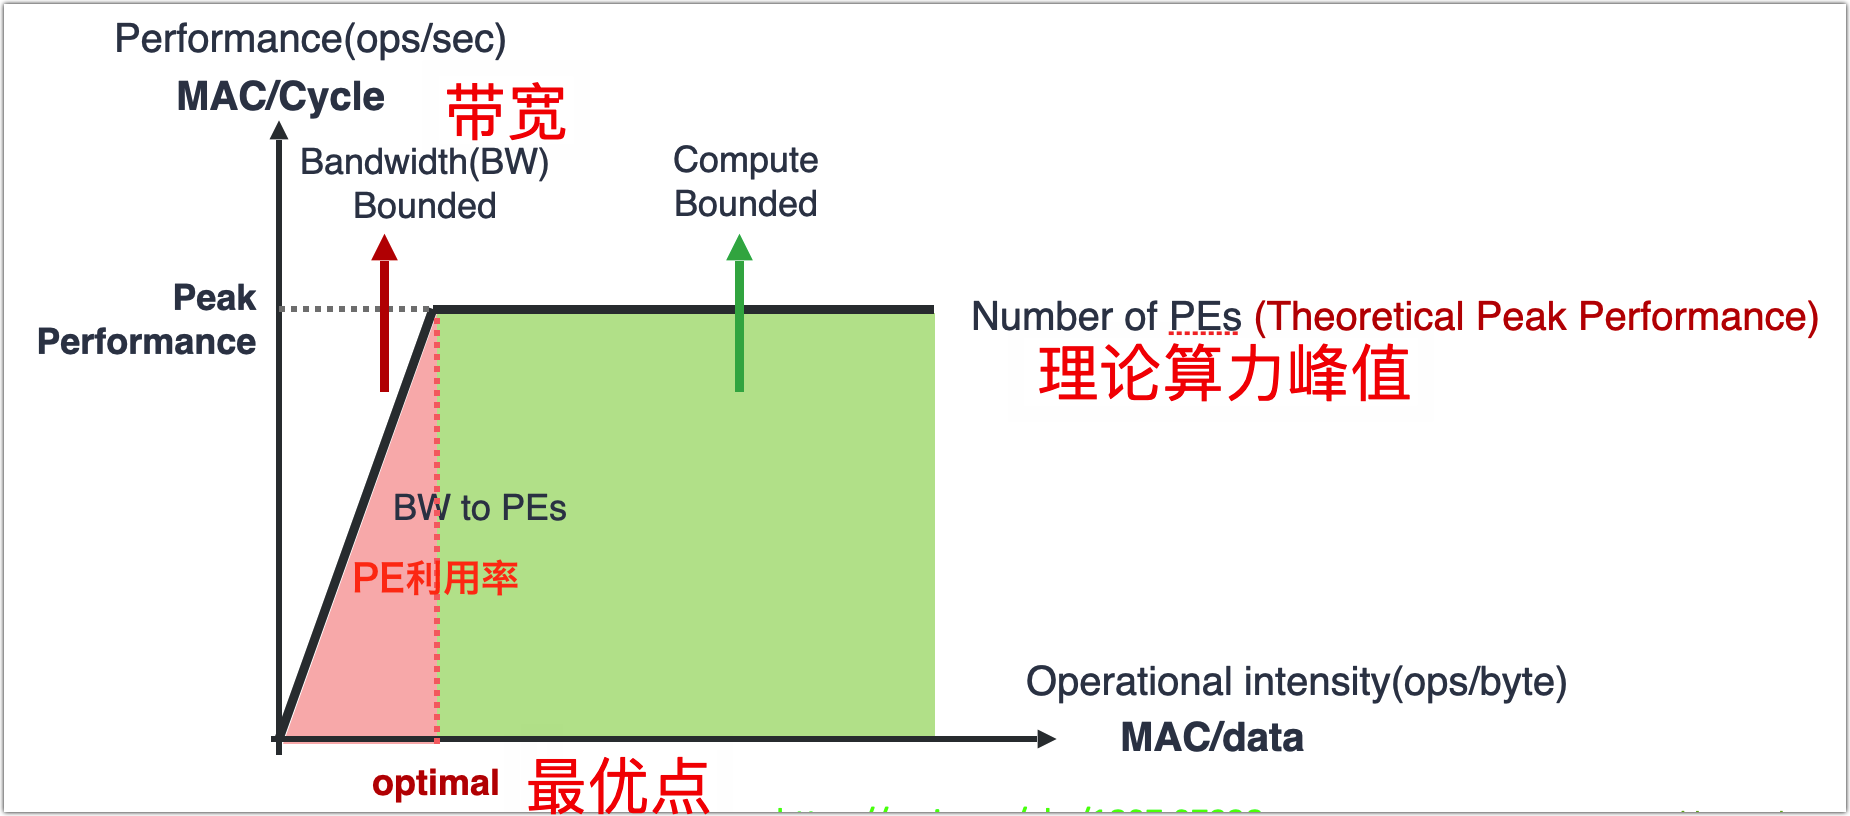 Performance(ops/sec)
MAC/Cycle
带宽
Bandwidth(BW)
Bounded
Compute
Bounded
Peak
Performance
Number of PEs (Theoretical Peak Performance)
理论算力峰值
BW to PEs
PE利用率
Operational intensity(ops/byte)
MAC/data
optimal
最优点